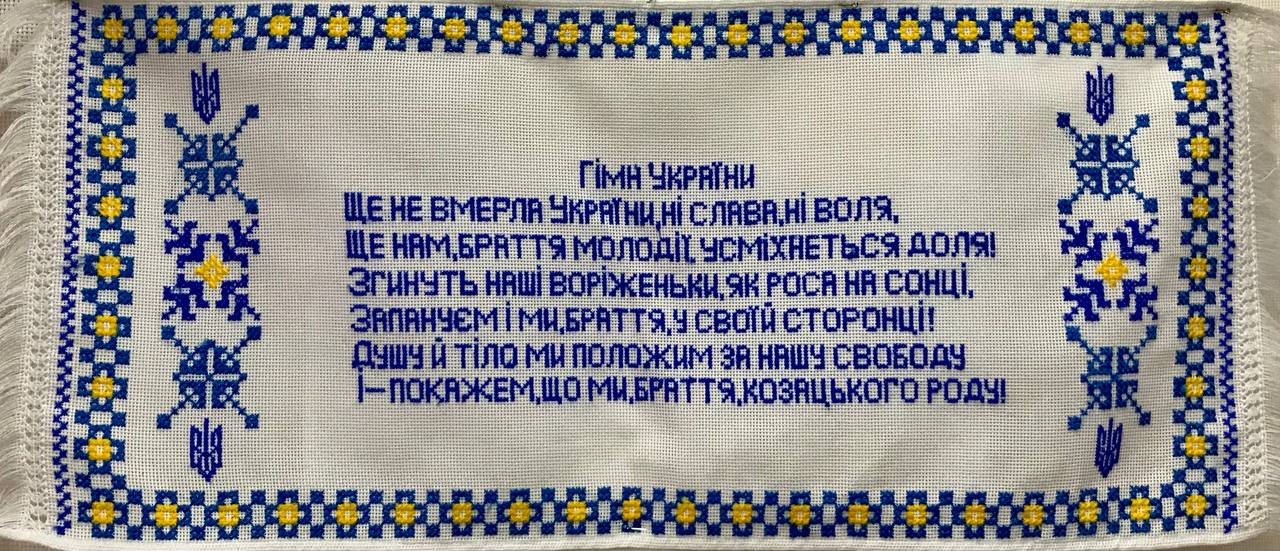 Гімн України
Ще не вмерла України,ні слава,ні воля,
Ще нам,браття молодії,усміхнеться доля!
Згинуть наші воріженьки,як роса на сонці,
Запануєм і ми,браття,у своїй сторонці!
Душу й тіло ми положим за нашу свободу
І—покажем,що ми,браття,козацького роду!